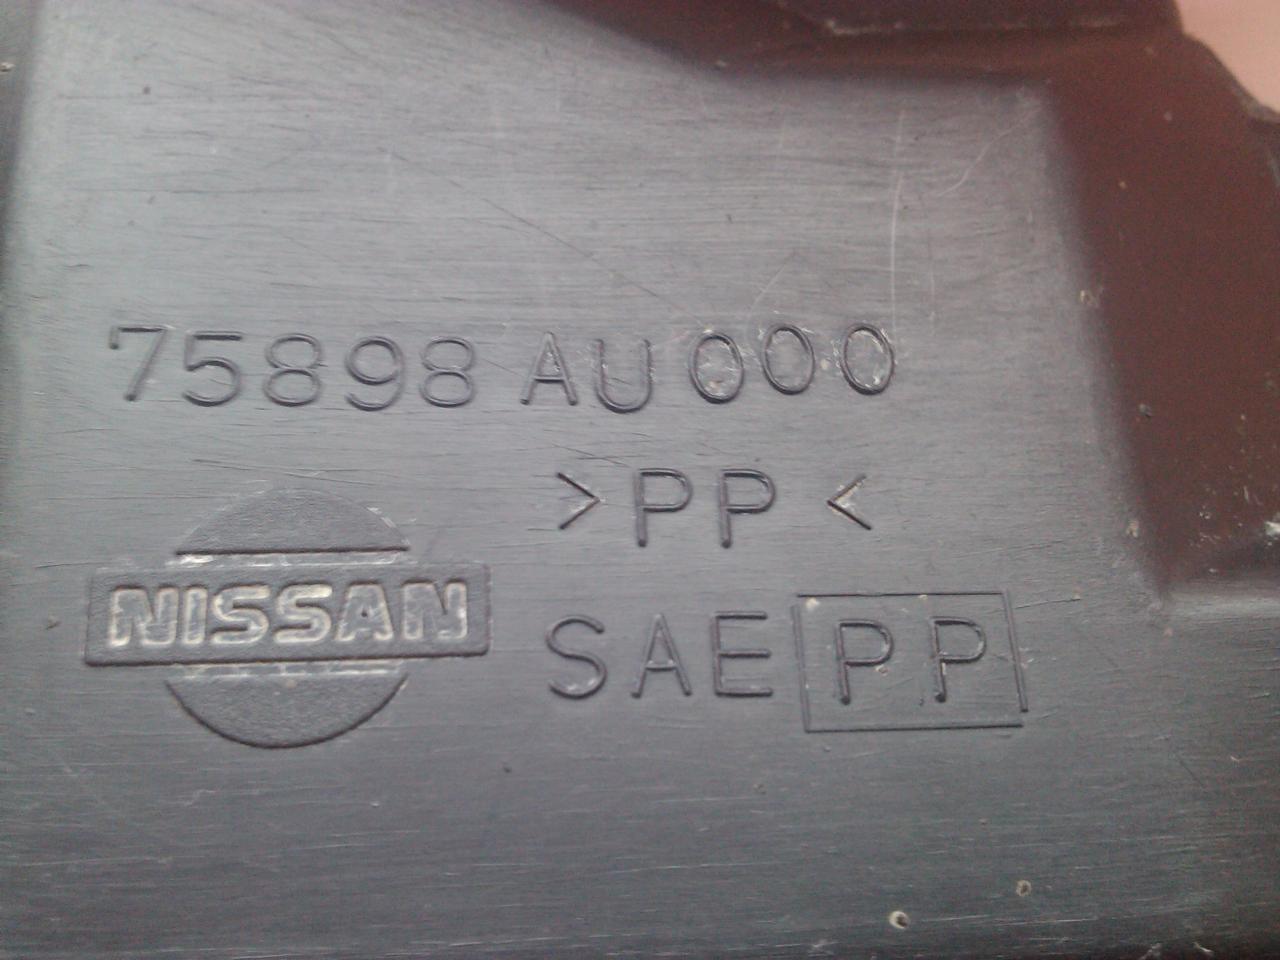 75898 AU000
>PP<
NISSAN
SAE PP